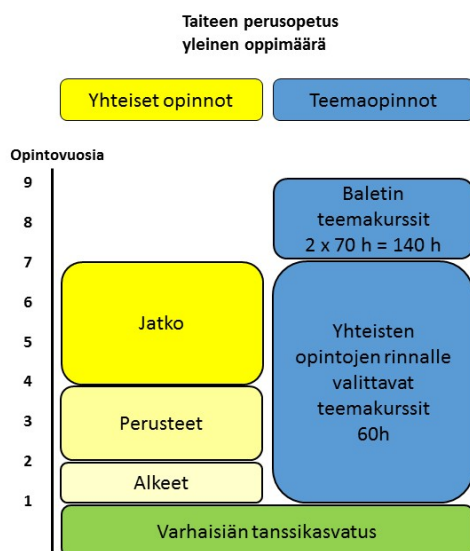 Taiteen perusopetus
yleinen oppimäärä
Yhteiset opinnot
Teemaopinnot
Opintovuosia
9
8
7
6
5
4
3
2
1
Baletin
teemakurssit
2 x 70 h = 140 h
Jatko
Yhteisten
opintojen rinnalle
valittavat
teemakurssit
60h
Perusteet
Alkeet
Varhaisiän tanssikasvatus